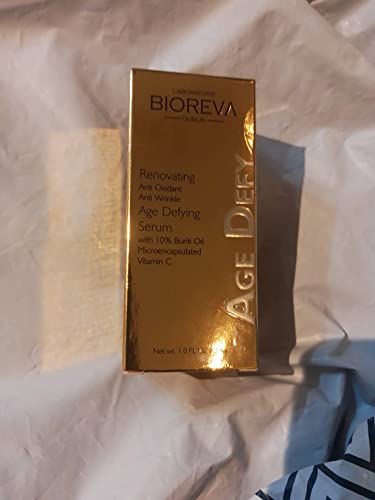 LABORATOIRE
BIOREVA
DUBLIN
Renovating
Anti Oxidant
Anti Wrinkle
Age Defying
Serum
with 10% Buriti Oil
Microencapsulated
Vitamin C
Net wt. 1.0 FL OZ
AGE DEFY